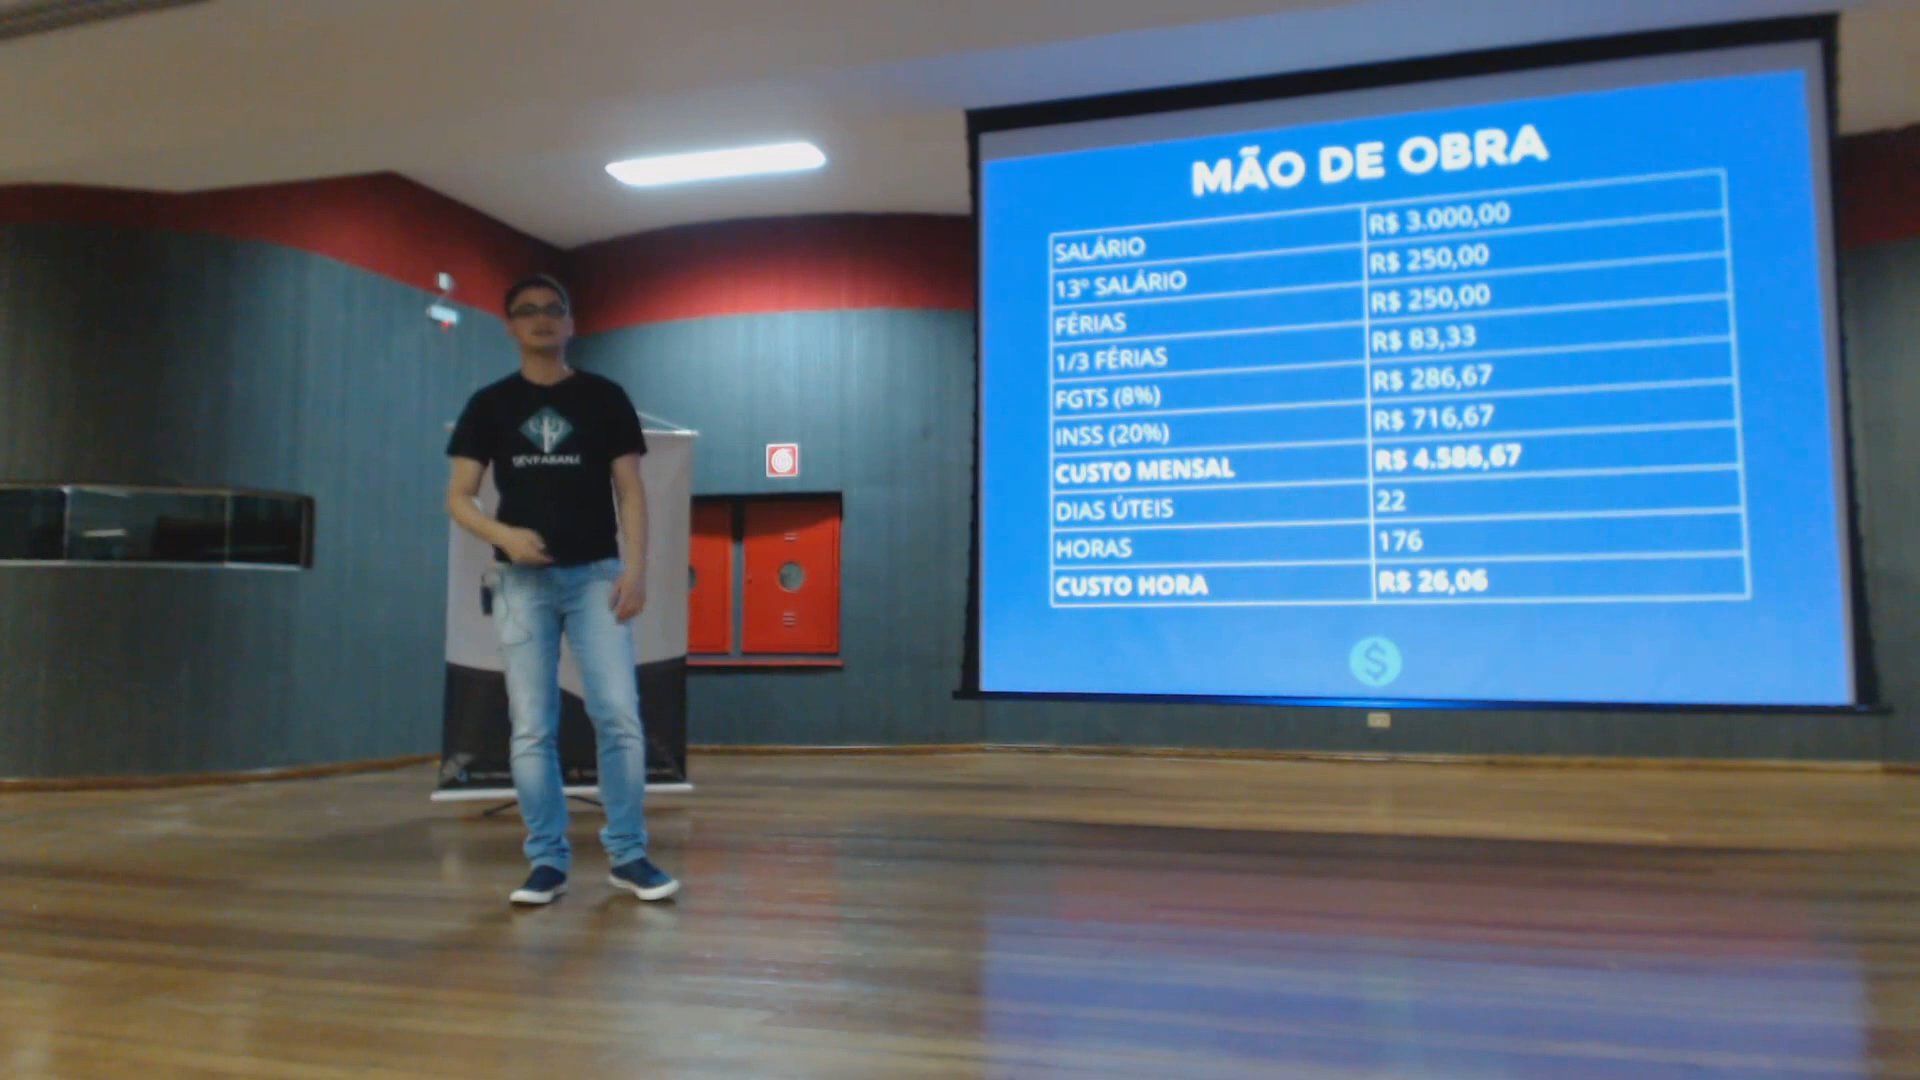 MÃO DE OBRA
SALÁRIO R$ 3.000,00
13º SALÁRIO R$ 250,00
FÉRIAS R$ 250,00
1/3 FÉRIAS R$ 83,33
FGTS (8%) R$ 286,67
INSS (20%) R$ 716,67
CUSTO MENSAL R$ 4.586,67
DIAS ÚTEIS 22
HORAS 176
CUSTO HORA R$ 26,06
$
DEVPARANÁ